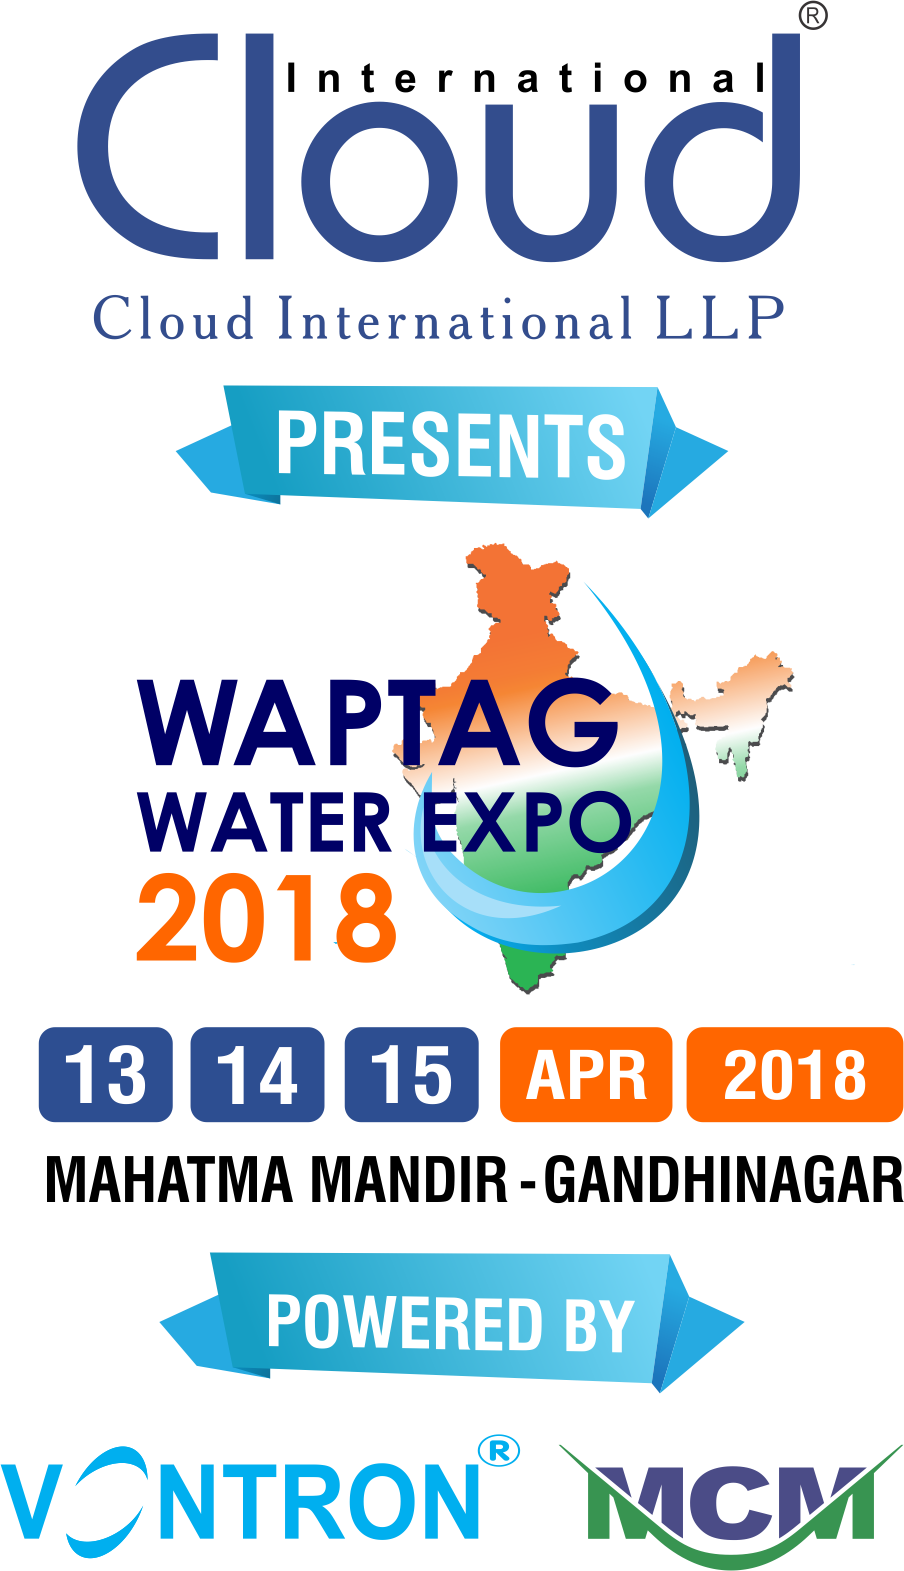 Cloud®
International
Cloud International LLP
PRESENTS
WAPTAG
WATER EXPO
2018
13 14 15 APR 2018
MAHATMA MANDIR - GANDHINAGAR
POWERED BY
VONTRON® MCM